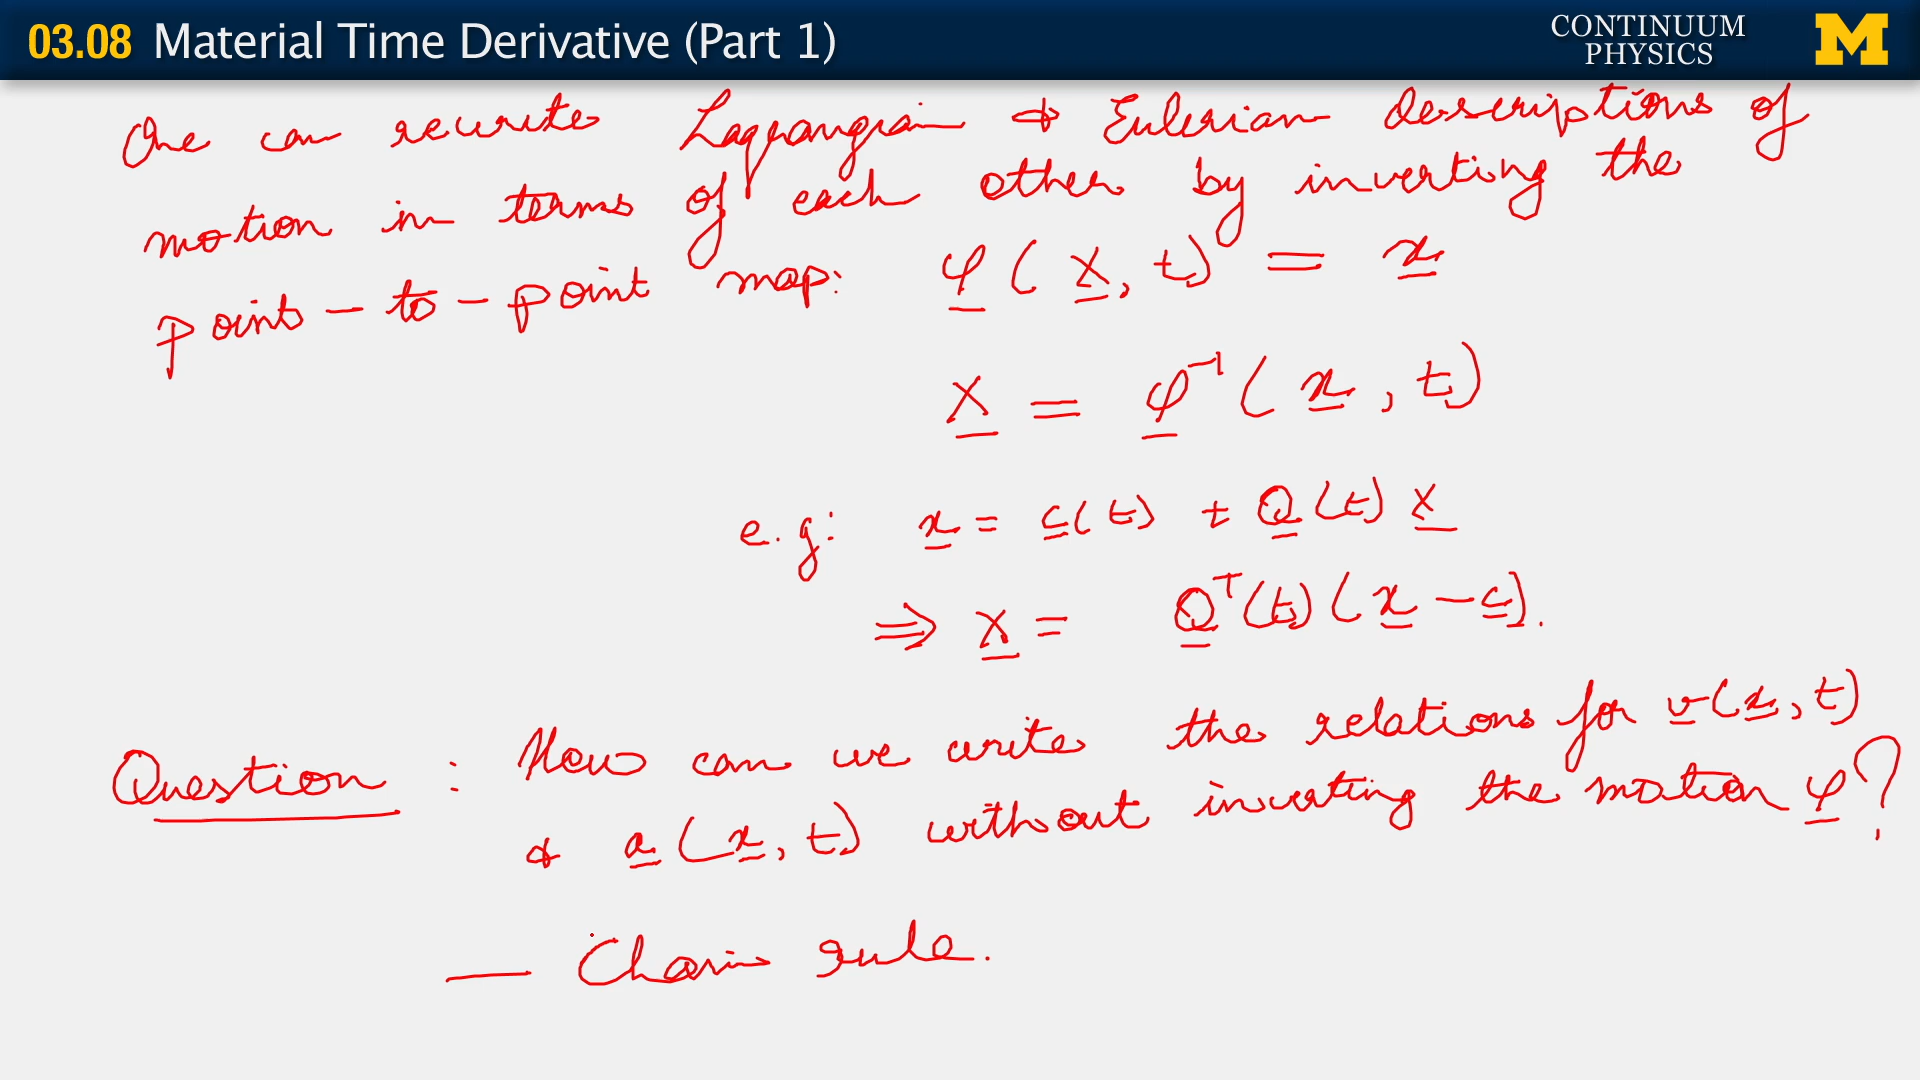 03.08 Material Time Derivative (Part 1)
CONTINUUM
PHYSICS
M
One can rewrite Lagrangian & Eulerian descriptions of
motion in terms of each other by inverting the
point-to-point map: φ(X, t) = x
X = φ⁻¹(x, t)
e.g: x = c(t) + Q(t) X
⇒ X = Qᵀ(t)(x - c).
Question : How can we write the relations for v(x, t)
& a(x, t) without inverting the motion φ?
— Chain rule.